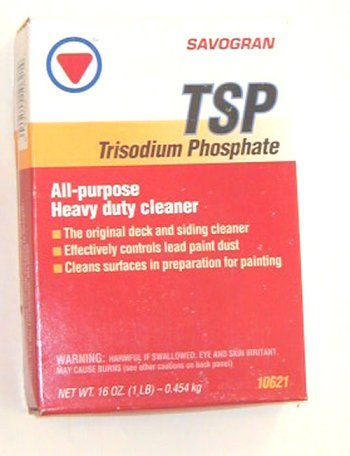 SAVOGRAN
TSP
Trisodium Phosphate
All-purpose
Heavy duty cleaner
The original deck and siding cleaner
Effectively controls lead paint dust
Cleans surfaces in preparation for painting
WARNING: HARMFUL IF SWALLOWED. EYE AND SKIN IRRITANT.
MAY CAUSE BURNS (see other cautions on back panel)
NET WT. 16 OZ. (1 LB) – 0.454 kg
10621